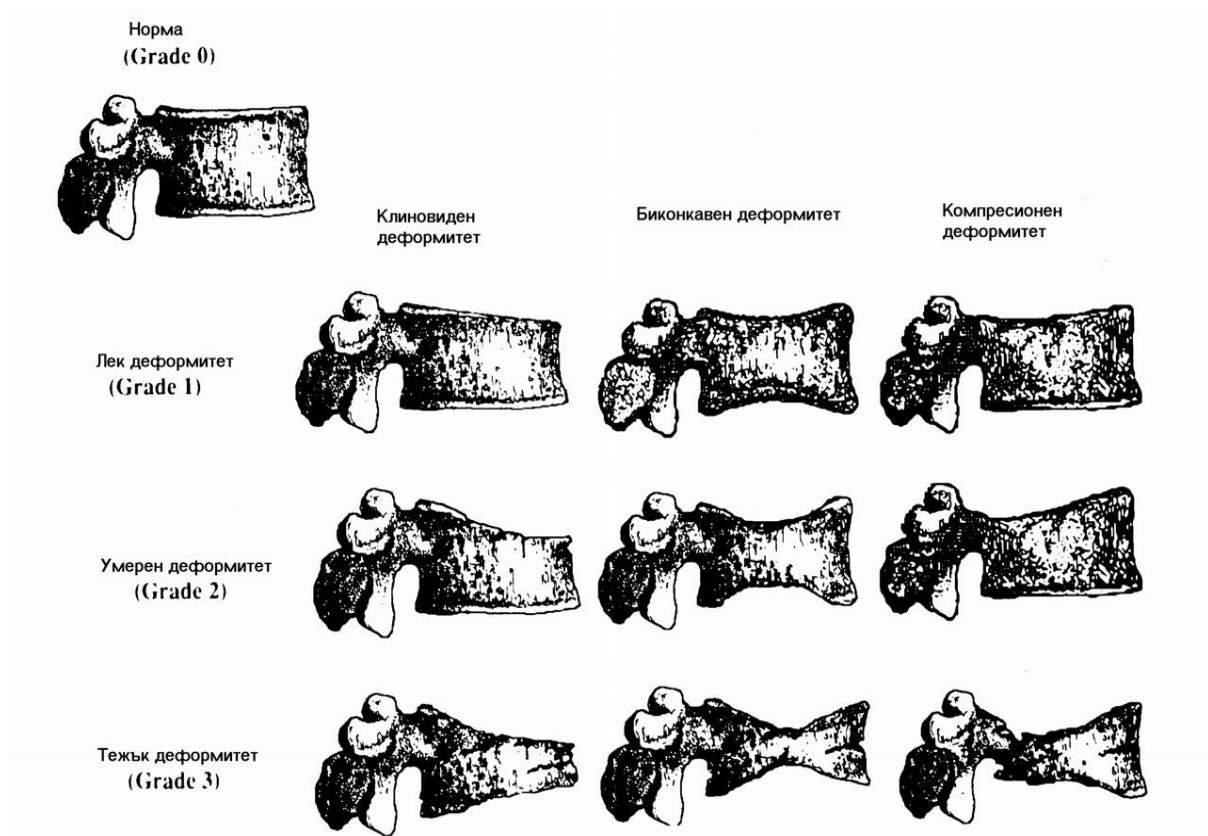 Норма
(Grade 0)
Клиновиден
деформитет
Биконкавен деформитет
Компресионен
деформитет
Лек деформитет
(Grade 1)
Умерен деформитет
(Grade 2)
Тежък деформитет
(Grade 3)